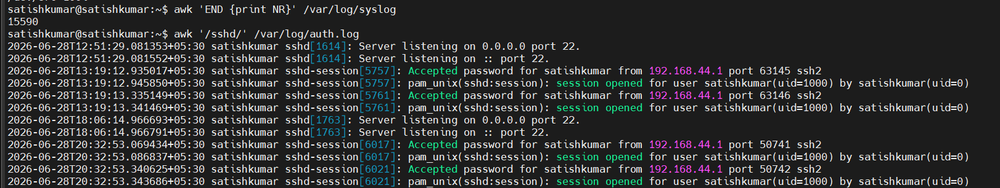 satishkumar@satishkumar:~$ awk 'END {print NR}' /var/log/syslog
15590
satishkumar@satishkumar:~$ awk '/sshd/' /var/log/auth.log
2026-06-28T12:51:29.081353+05:30 satishkumar sshd[1614]: Server listening on 0.0.0.0 port 22.
2026-06-28T12:51:29.081552+05:30 satishkumar sshd[1614]: Server listening on :: port 22.
2026-06-28T13:19:12.935017+05:30 satishkumar sshd-session[5757]: Accepted password for satishkumar from 192.168.44.1 port 63145 ssh2
2026-06-28T13:19:12.945850+05:30 satishkumar sshd-session[5757]: pam_unix(sshd:session): session opened for user satishkumar(uid=1000) by satishkumar(uid=0)
2026-06-28T13:19:13.335149+05:30 satishkumar sshd-session[5761]: Accepted password for satishkumar from 192.168.44.1 port 63146 ssh2
2026-06-28T13:19:13.341469+05:30 satishkumar sshd-session[5761]: pam_unix(sshd:session): session opened for user satishkumar(uid=1000) by satishkumar(uid=0)
2026-06-28T18:06:14.966693+05:30 satishkumar sshd[1763]: Server listening on 0.0.0.0 port 22.
2026-06-28T18:06:14.966791+05:30 satishkumar sshd[1763]: Server listening on :: port 22.
2026-06-28T20:32:53.069434+05:30 satishkumar sshd-session[6017]: Accepted password for satishkumar from 192.168.44.1 port 50741 ssh2
2026-06-28T20:32:53.086837+05:30 satishkumar sshd-session[6017]: pam_unix(sshd:session): session opened for user satishkumar(uid=1000) by satishkumar(uid=0)
2026-06-28T20:32:53.340625+05:30 satishkumar sshd-session[6021]: Accepted password for satishkumar from 192.168.44.1 port 50742 ssh2
2026-06-28T20:32:53.343686+05:30 satishkumar sshd-session[6021]: pam_unix(sshd:session): session opened for user satishkumar(uid=1000) by satishkumar(uid=0)